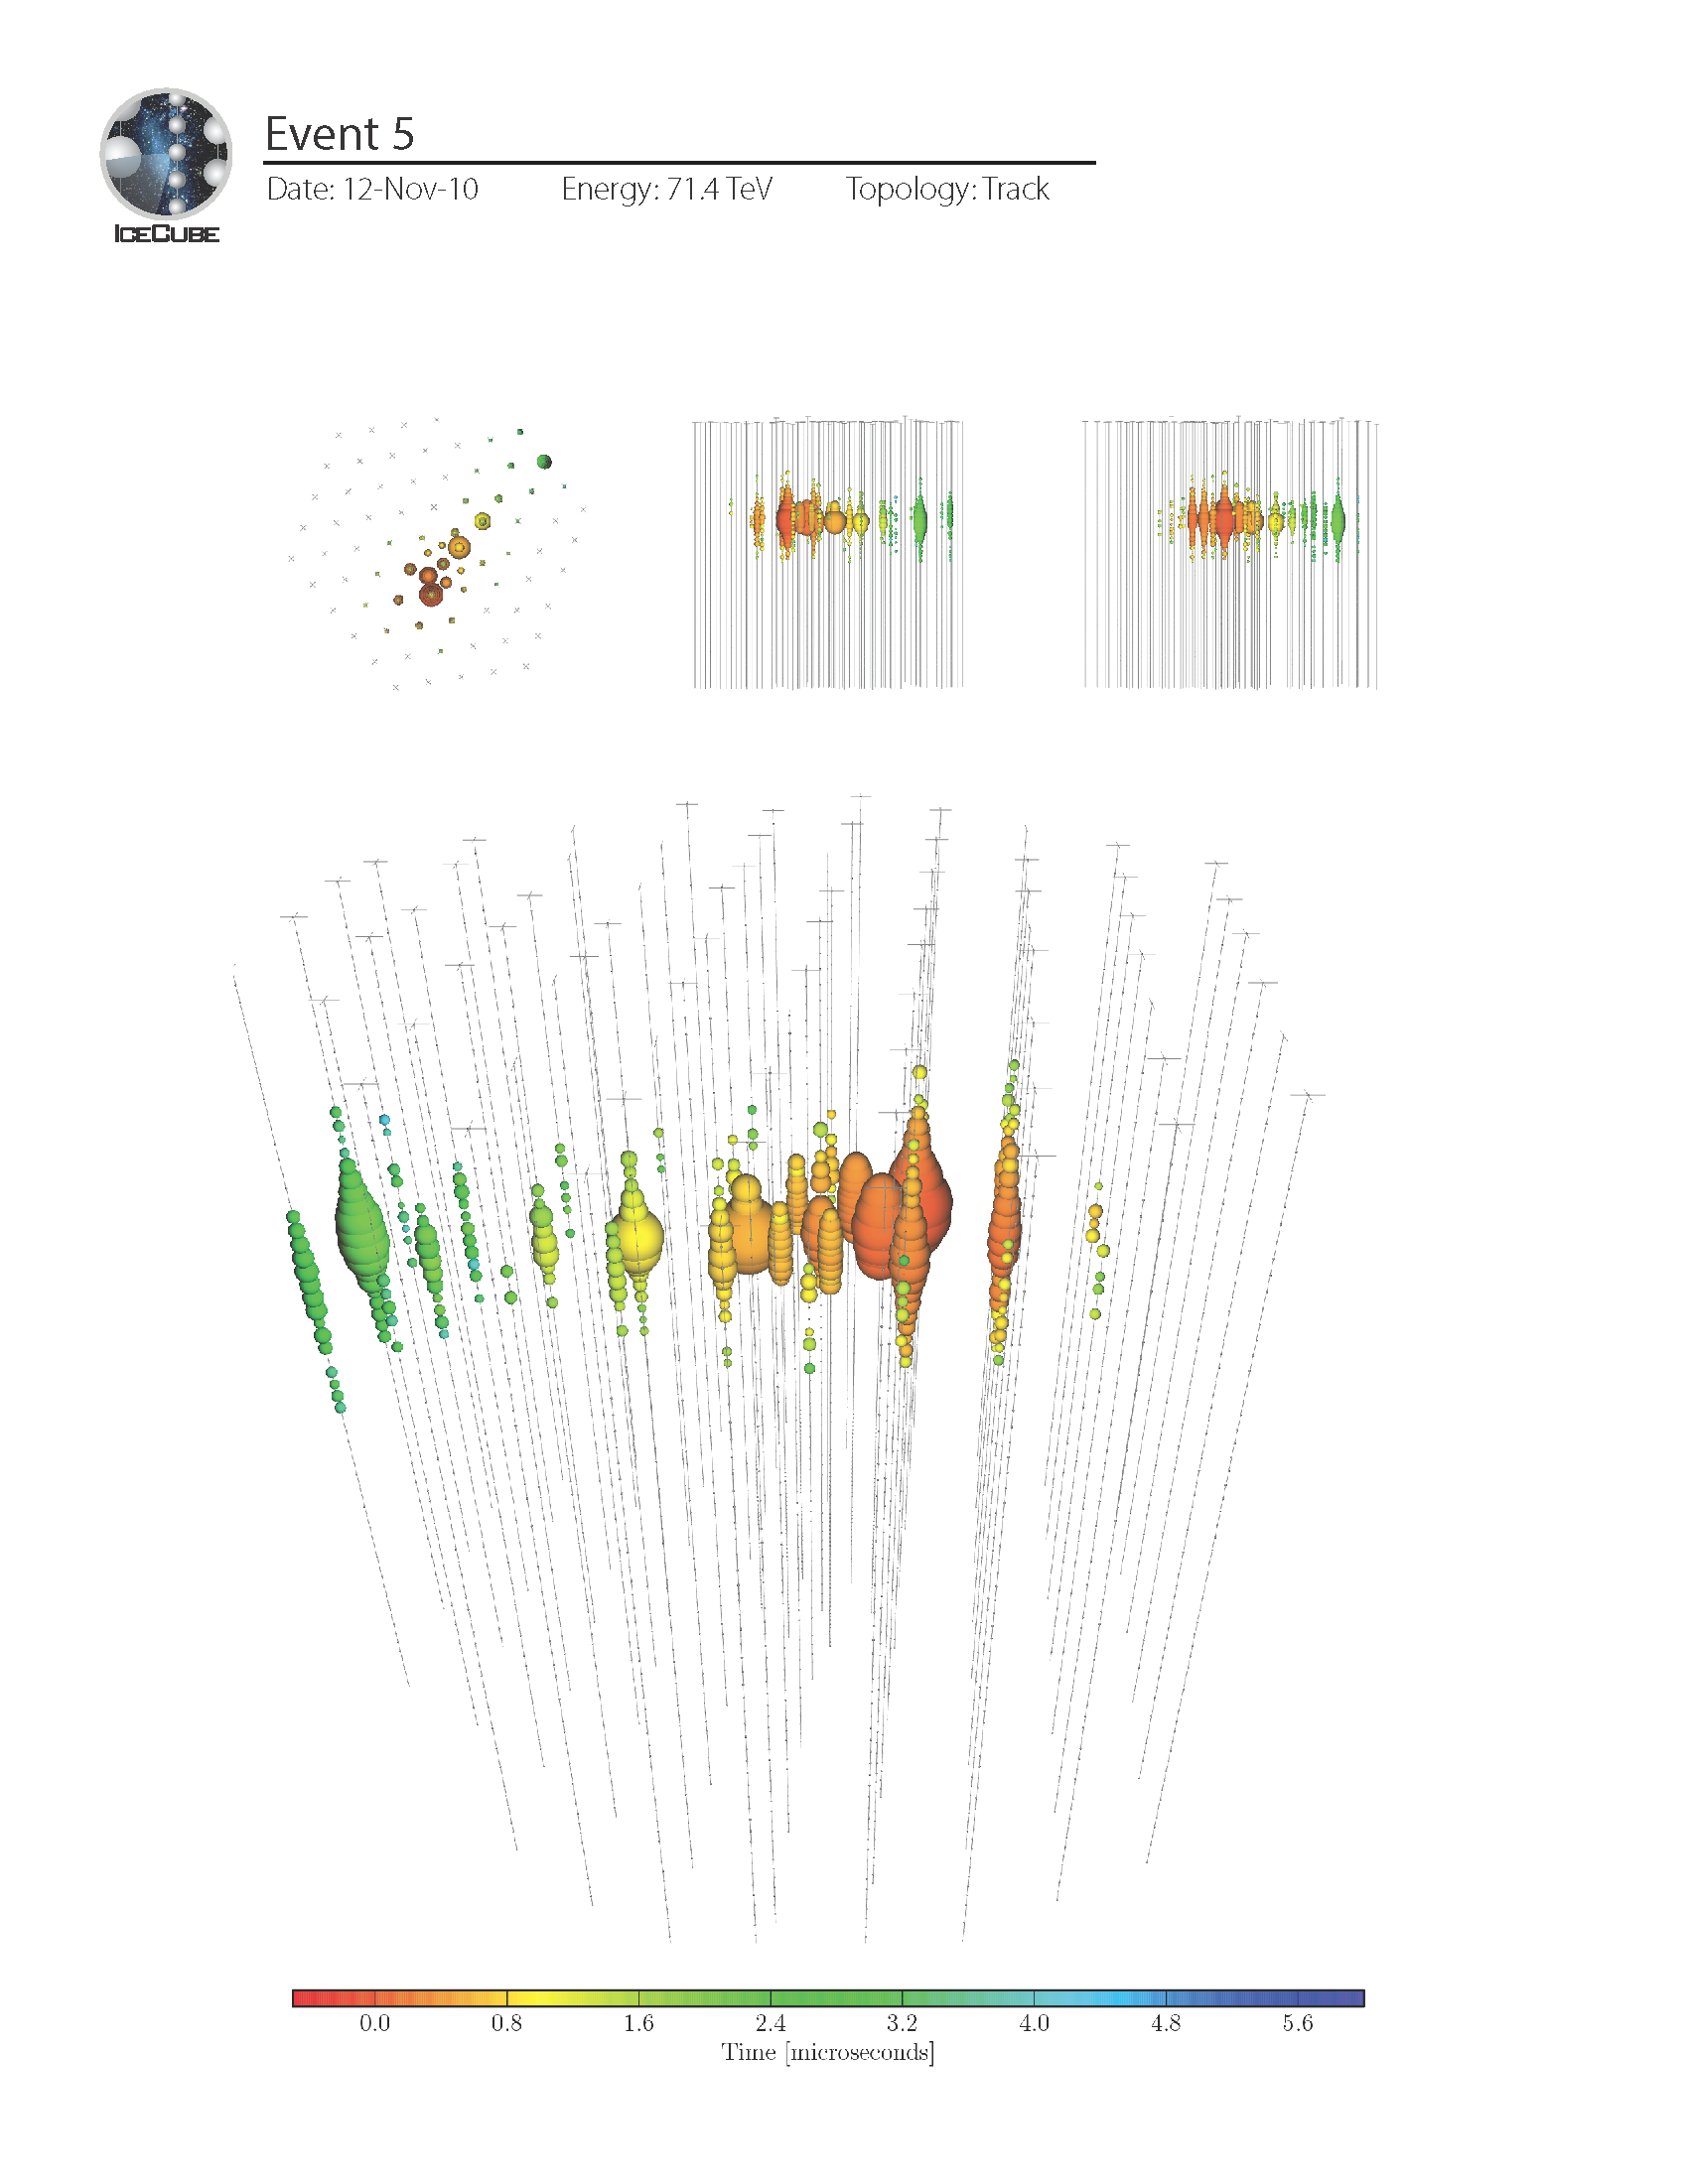 Event 5
Date: 12-Nov-10 Energy: 71.4 TeV Topology: Track
ICECUBE
0.0 0.8 1.6 2.4 3.2 4.0 4.8 5.6
Time [microseconds]